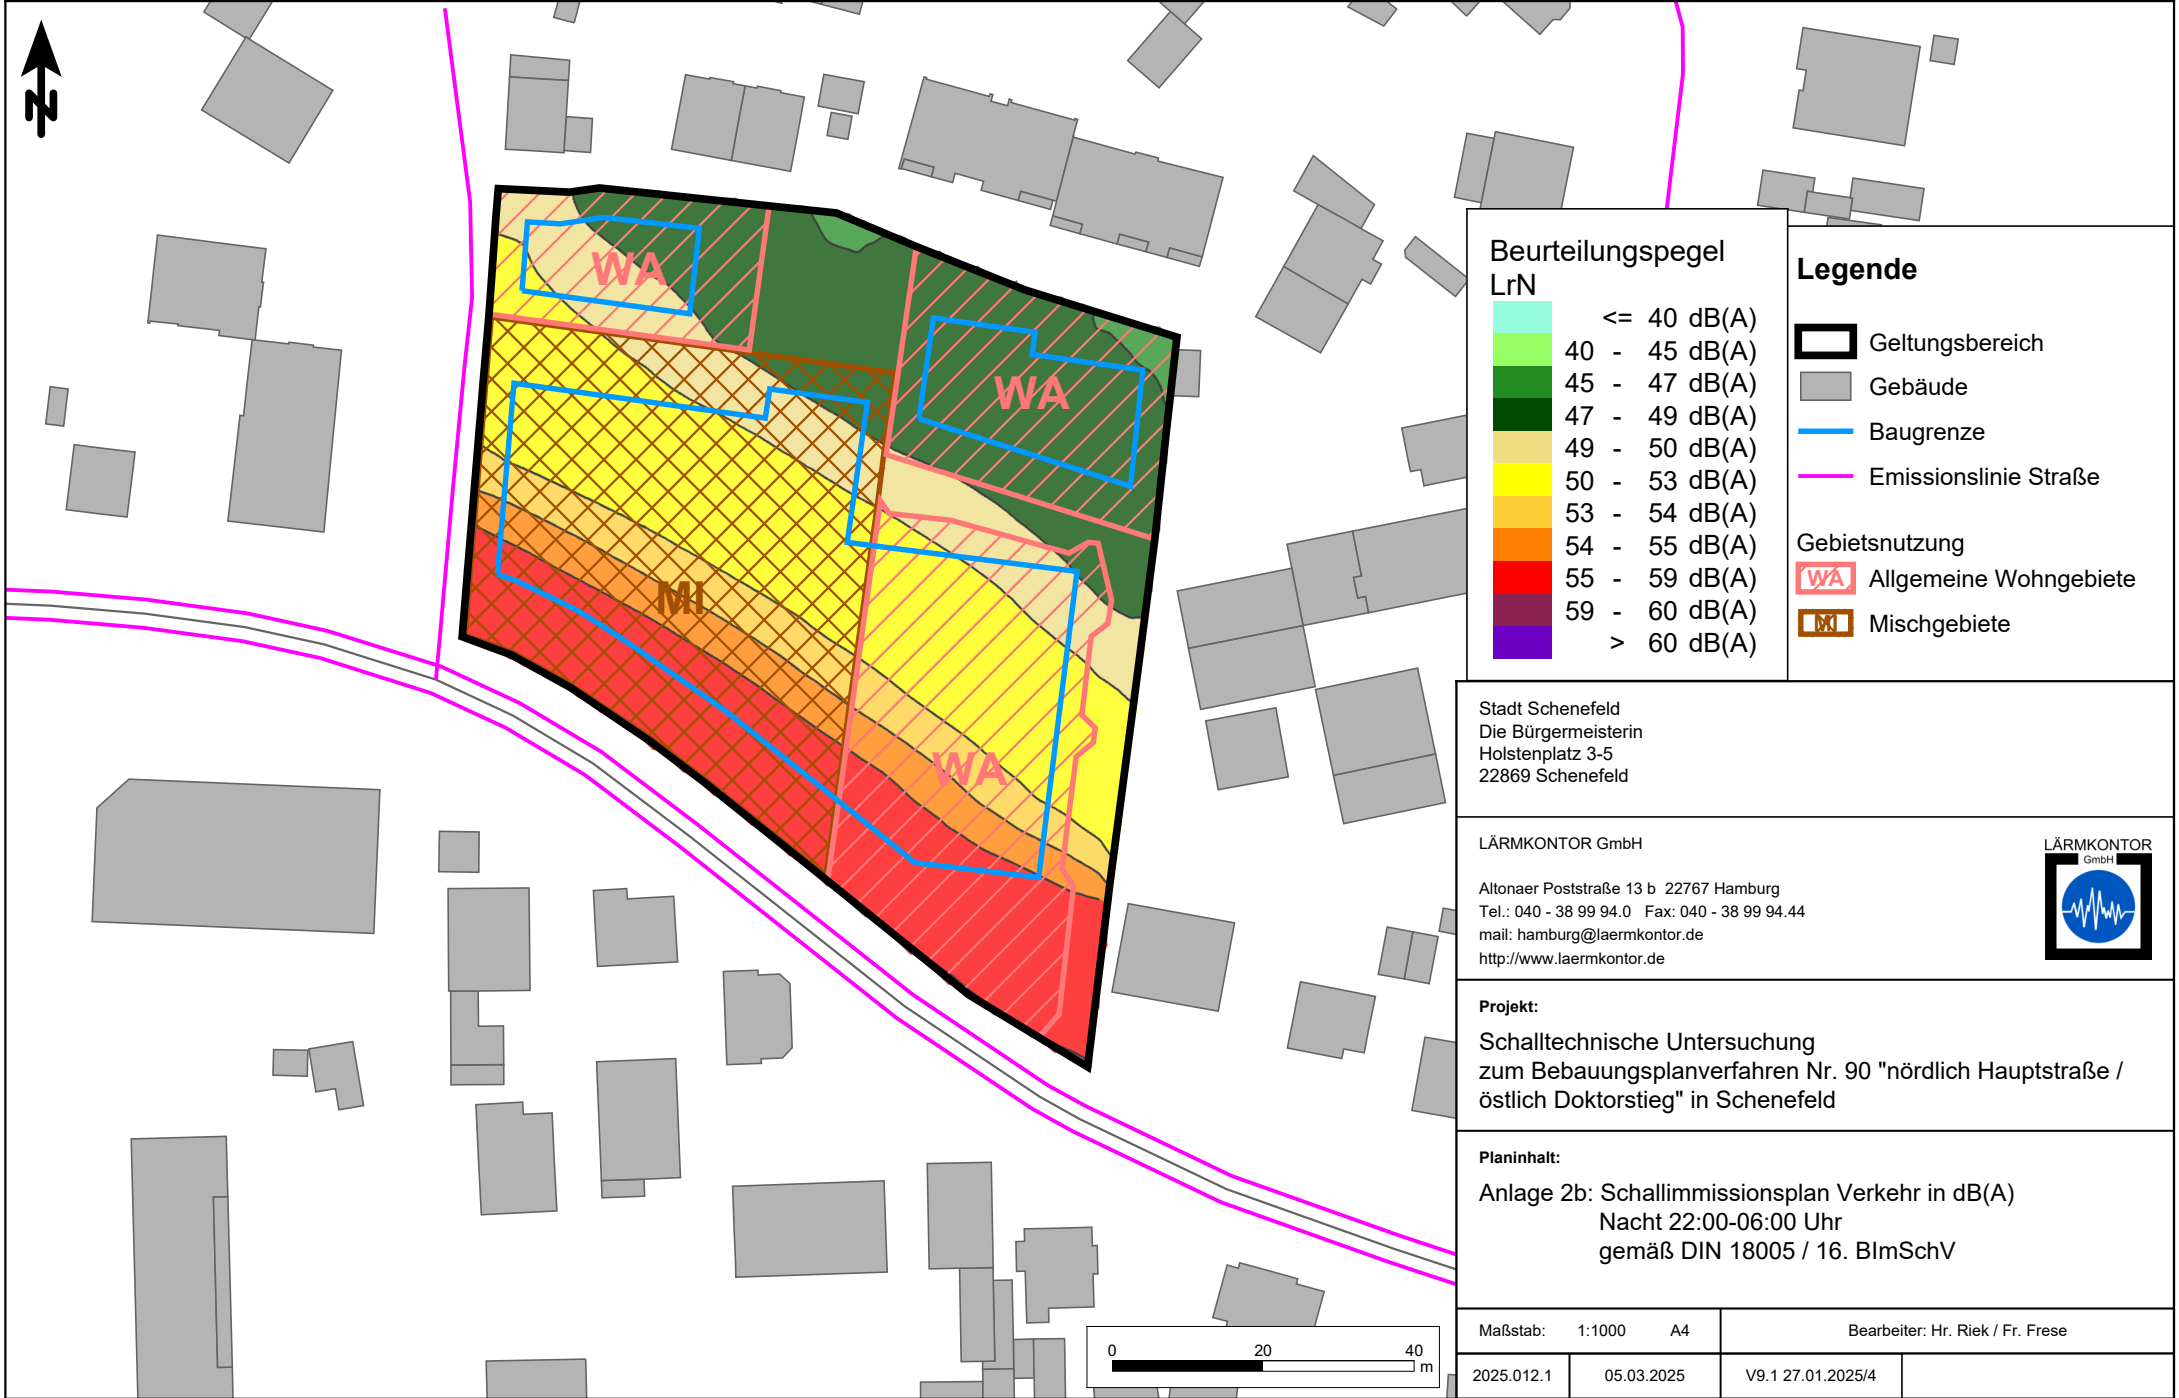 N
WA
WA
MI
WA
Beurteilungspegel
LrN
<= 40 dB(A)
40 - 45 dB(A)
45 - 47 dB(A)
47 - 49 dB(A)
49 - 50 dB(A)
50 - 53 dB(A)
53 - 54 dB(A)
54 - 55 dB(A)
55 - 59 dB(A)
59 - 60 dB(A)
> 60 dB(A)
Legende
Geltungsbereich
Gebäude
Baugrenze
Emissionslinie Straße
Gebietsnutzung
WA Allgemeine Wohngebiete
MI Mischgebiete
Stadt Schenefeld
Die Bürgermeisterin
Holstenplatz 3-5
22869 Schenefeld
LÄRMKONTOR GmbH
Altonaer Poststraße 13 b 22767 Hamburg
Tel.: 040 - 38 99 94.0 Fax: 040 - 38 99 94.44
mail: hamburg@laermkontor.de
http://www.laermkontor.de
LÄRMKONTOR
GmbH
Projekt:
Schalltechnische Untersuchung
zum Bebauungsplanverfahren Nr. 90 "nördlich Hauptstraße /
östlich Doktorstieg" in Schenefeld
Planinhalt:
Anlage 2b: Schallimmissionsplan Verkehr in dB(A)
Nacht 22:00-06:00 Uhr
gemäß DIN 18005 / 16. BImSchV
Maßstab: 1:1000 A4
Bearbeiter: Hr. Riek / Fr. Frese
2025.012.1 05.03.2025 V9.1 27.01.2025/4
0 20 40
m